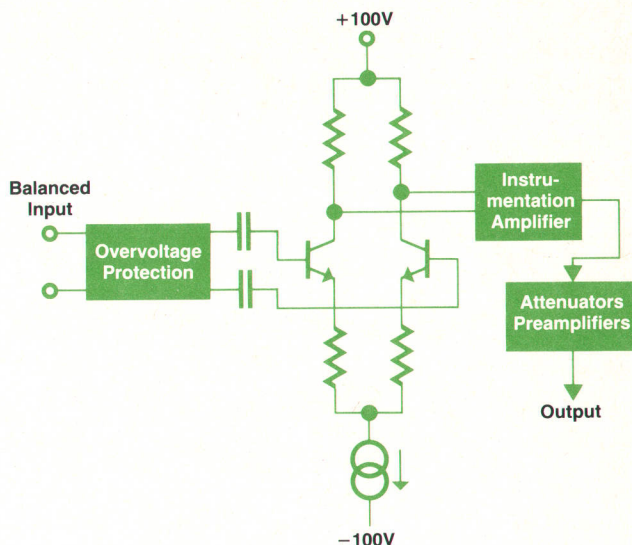 +100V
Balanced
Input
Overvoltage
Protection
Instru-
mentation
Amplifier
Attenuators
Preamplifiers
Output
−100V